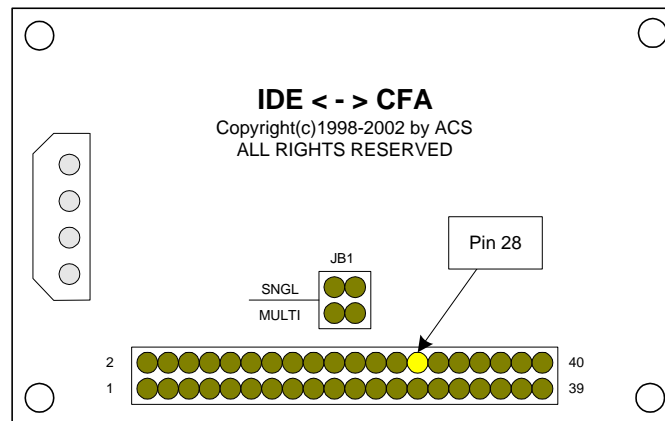 IDE < - > CFA
Copyright(c)1998-2002 by ACS
ALL RIGHTS RESERVED
Pin 28
JB1
SNGL
MULTI
2
40
1
39